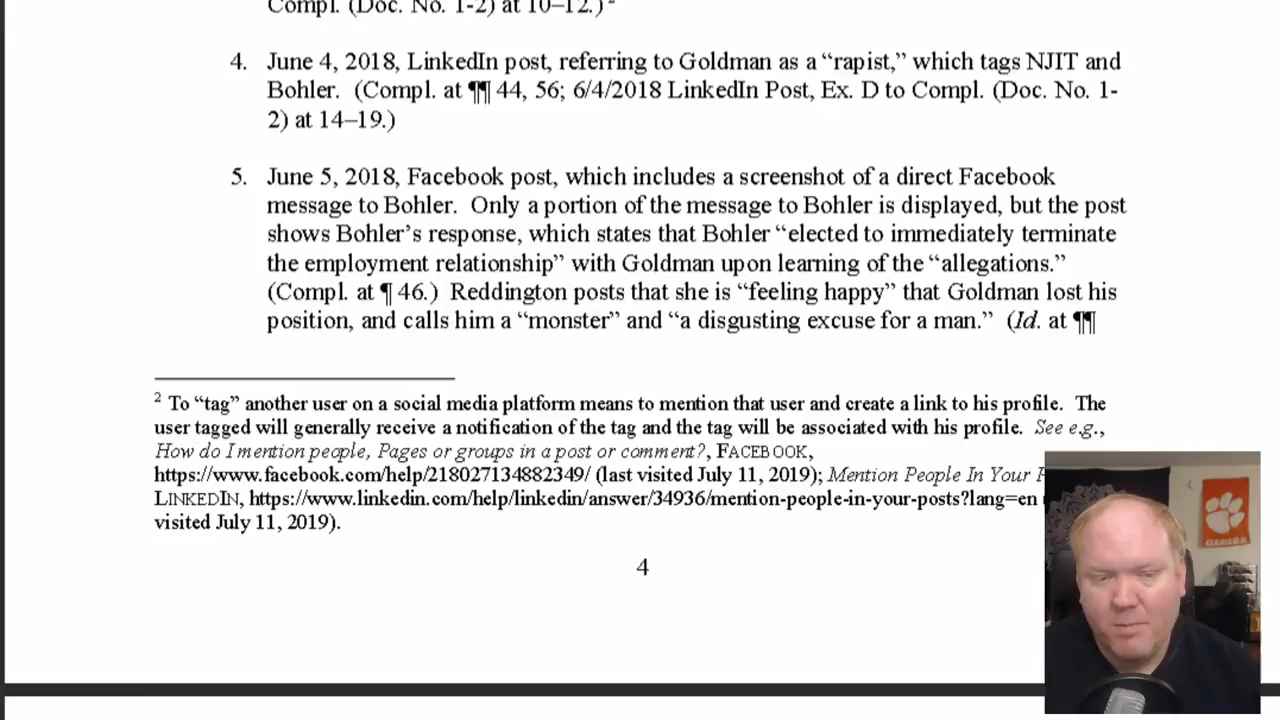 Compl. (Doc. No. 1-2) at 10–12.) 2
4. June 4, 2018, LinkedIn post, referring to Goldman as a “rapist,” which tags NJIT and
Bohler. (Compl. at ¶¶ 44, 56; 6/4/2018 LinkedIn Post, Ex. D to Compl. (Doc. No. 1-
2) at 14–19.)
5. June 5, 2018, Facebook post, which includes a screenshot of a direct Facebook
message to Bohler. Only a portion of the message to Bohler is displayed, but the post
shows Bohler’s response, which states that Bohler “elected to immediately terminate
the employment relationship” with Goldman upon learning of the “allegations.”
(Compl. at ¶ 46.) Reddington posts that she is “feeling happy” that Goldman lost his
position, and calls him a “monster” and “a disgusting excuse for a man.” (Id. at ¶¶
2 To “tag” another user on a social media platform means to mention that user and create a link to his profile. The
user tagged will generally receive a notification of the tag and the tag will be associated with his profile. See e.g.,
How do I mention people, Pages or groups in a post or comment?, FACEBOOK,
https://www.facebook.com/help/218027134882349/ (last visited July 11, 2019); Mention People In Your
LINKEDIN, https://www.linkedin.com/help/linkedin/answer/34936/mention-people-in-your-posts?lang=en
visited July 11, 2019).
4